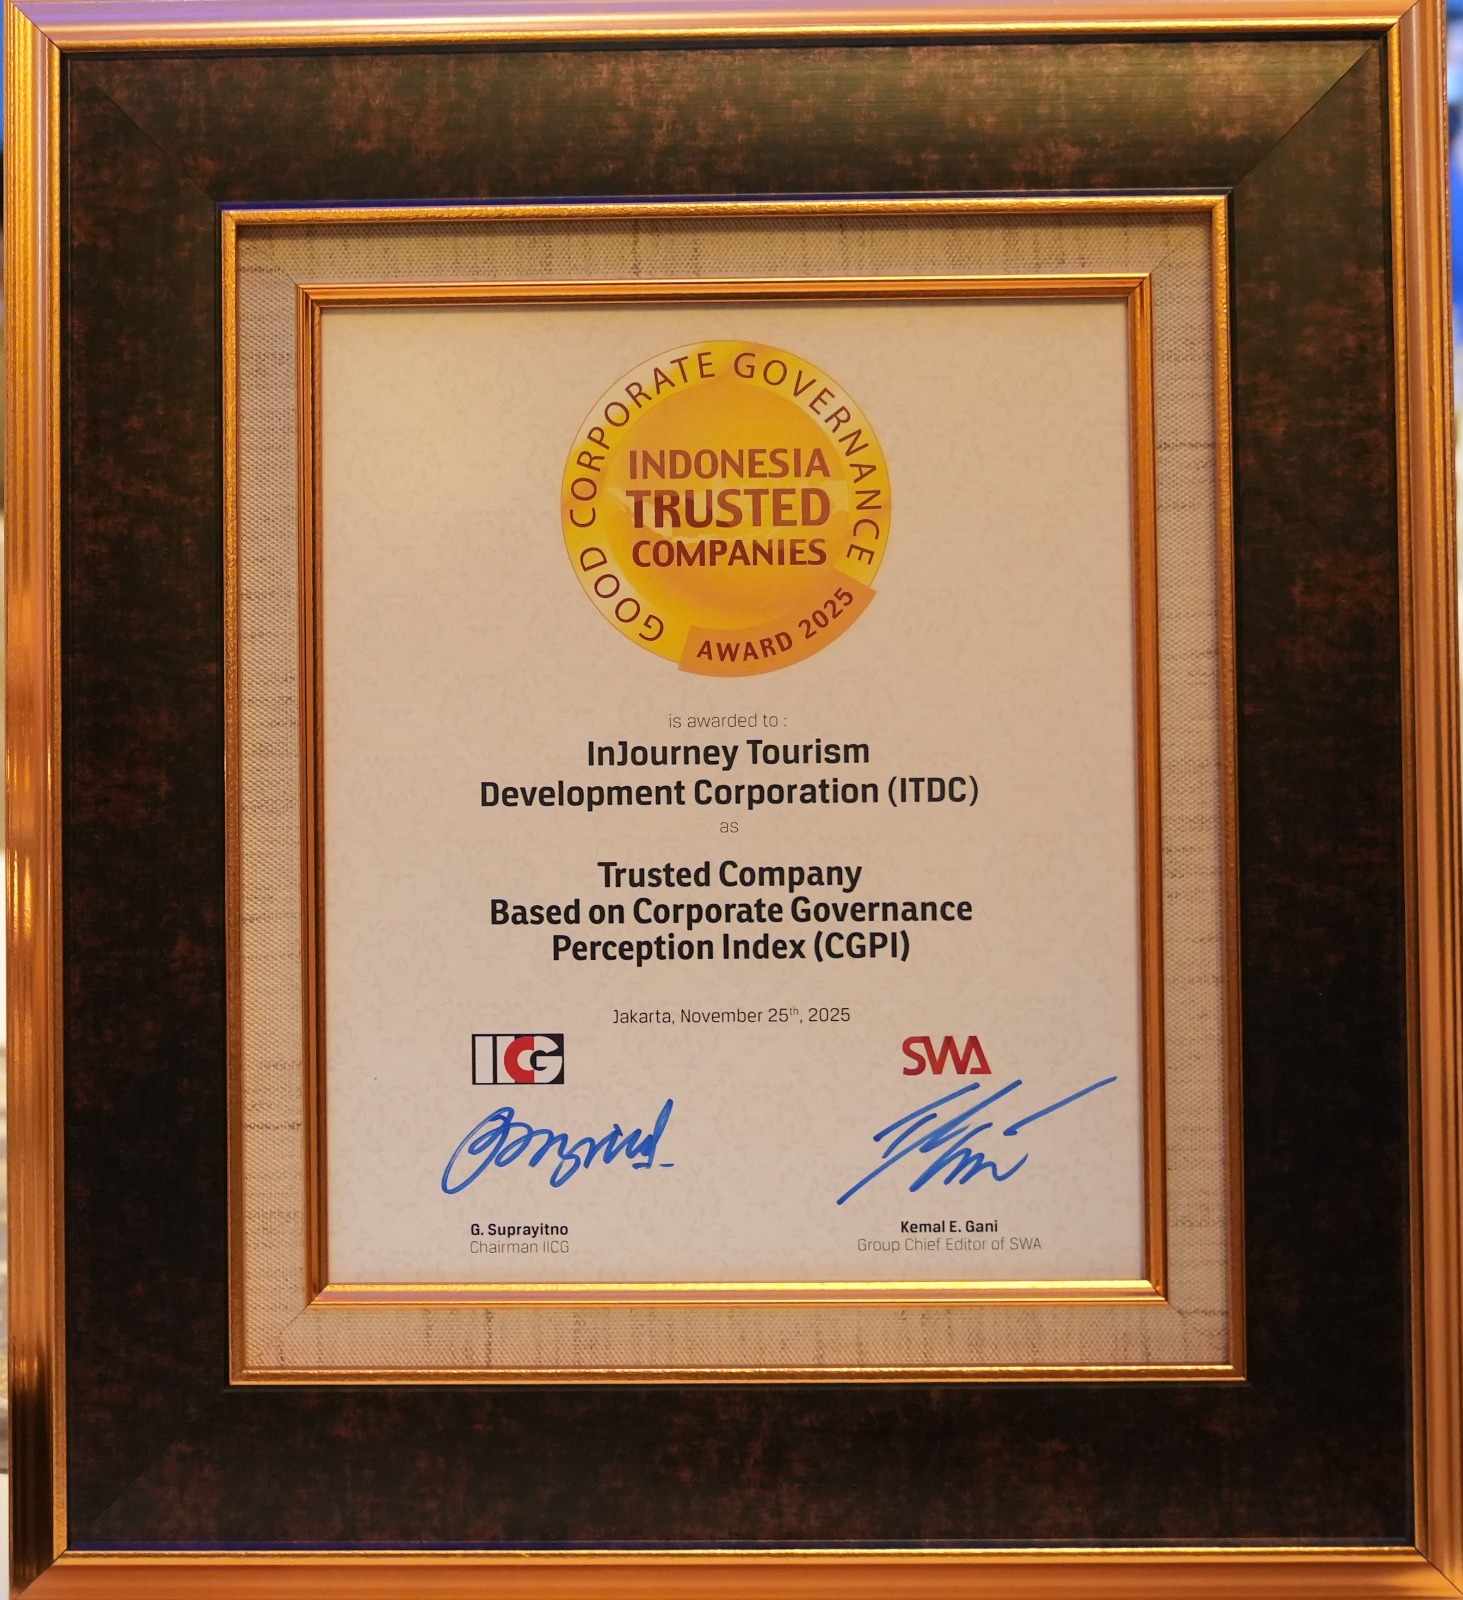 GOOD CORPORATE GOVERNANCE
INDONESIA
TRUSTED
COMPANIES
AWARD 2025
is awarded to :
InJourney Tourism
Development Corporation (ITDC)
as
Trusted Company
Based on Corporate Governance
Perception Index (CGPI)
Jakarta, November 25th, 2025
IICG
SWA
G. Suprayitno
Chairman IICG
Kemal E. Gani
Group Chief Editor of SWA